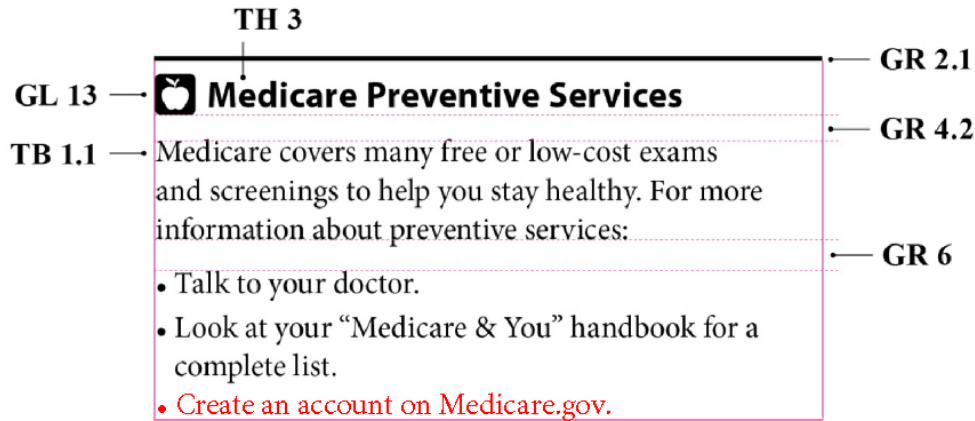 TH 3
GR 2.1
GL 13 Medicare Preventive Services
GR 4.2
TB 1.1 Medicare covers many free or low-cost exams
and screenings to help you stay healthy. For more
information about preventive services:
GR 6
• Talk to your doctor.
• Look at your “Medicare & You” handbook for a
complete list.
• Create an account on Medicare.gov.